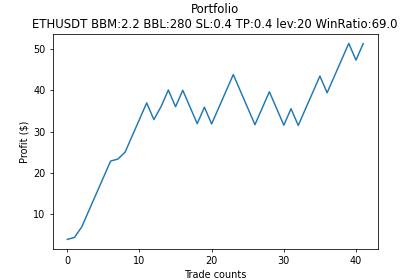 Portfolio
ETHUSDT BBM:2.2 BBL:280 SL:0.4 TP:0.4 lev:20 WinRatio:69.0
50
40
30
20
10
Profit ($)
0 10 20 30 40
Trade counts